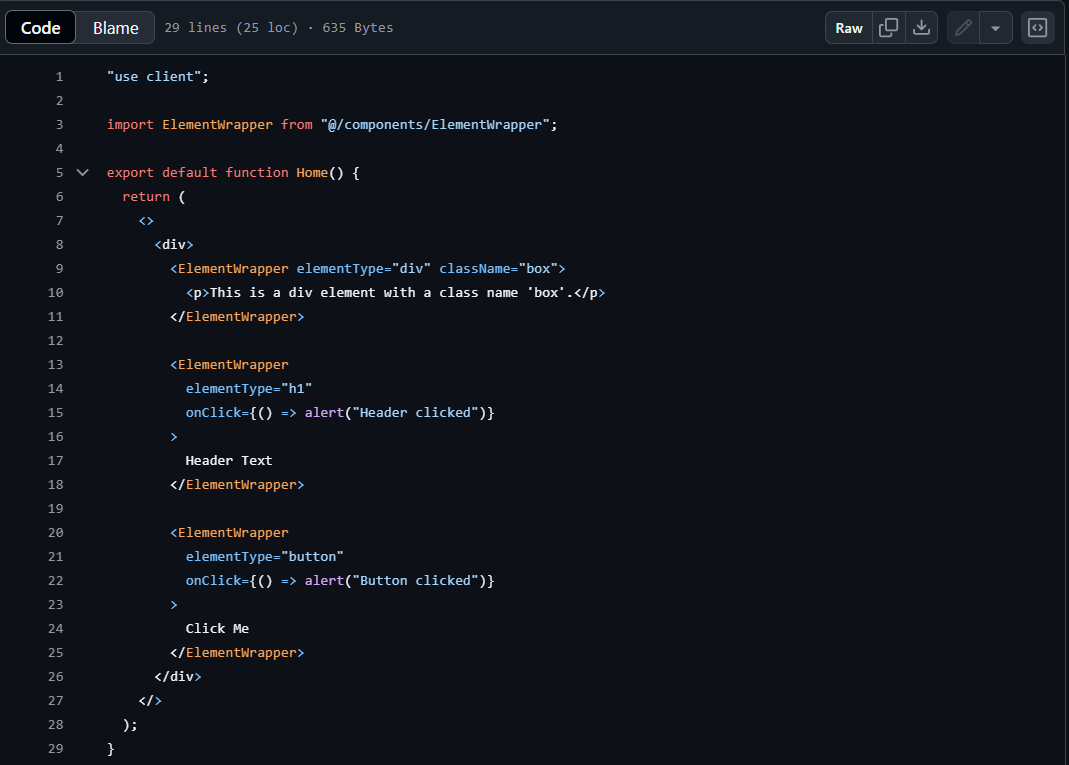 Code Blame 29 lines (25 loc) · 635 Bytes Raw
1 "use client";
2
3 import ElementWrapper from "@/components/ElementWrapper";
4
5 export default function Home() {
6 return (
7 <>
8 <div>
9 <ElementWrapper elementType="div" className="box">
10 <p>This is a div element with a class name 'box'.</p>
11 </ElementWrapper>
12
13 <ElementWrapper
14 elementType="h1"
15 onClick={() => alert("Header clicked")}
16 >
17 Header Text
18 </ElementWrapper>
19
20 <ElementWrapper
21 elementType="button"
22 onClick={() => alert("Button clicked")}
23 >
24 Click Me
25 </ElementWrapper>
26 </div>
27 </>
28 );
29 }